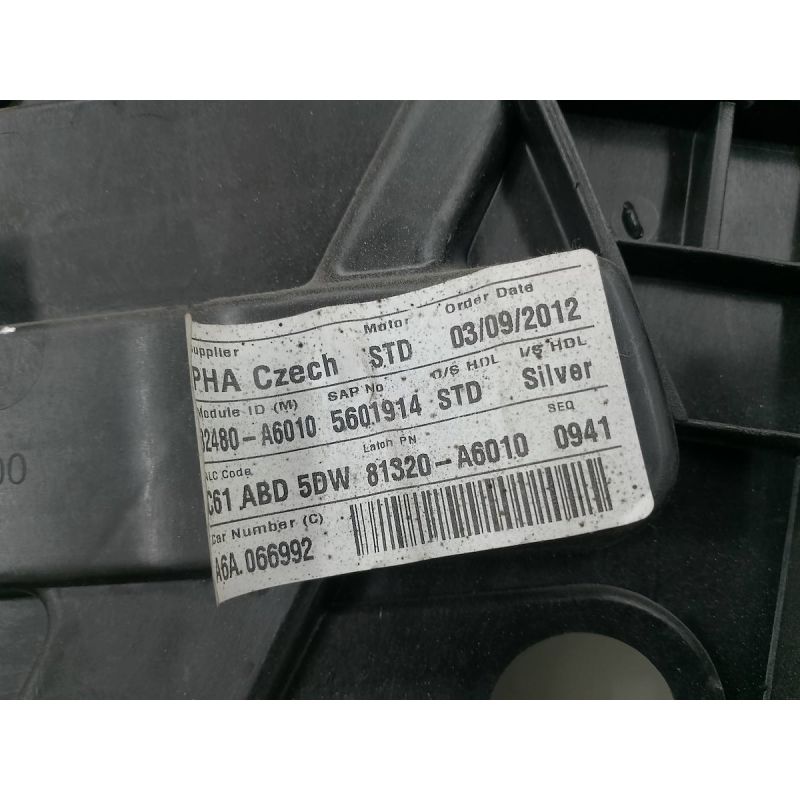 Supplier Motor Order Date
PHA Czech STD 03/09/2012
Module ID (M) SAP No O/S HDL I/S HDL
82480-A6010 5601914 STD Silver
ALC Code Latch PN SEQ
C61 ABD 5DW 81320-A6010 0941
Car Number (C)
A6A.066992
00